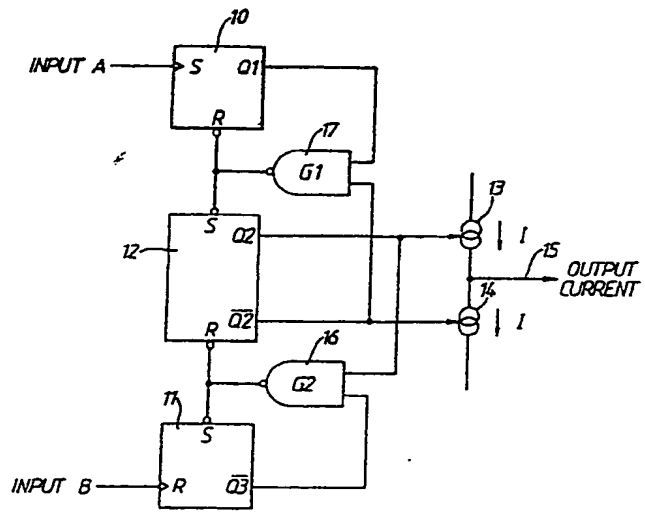 10
INPUT A
S
Q1
R
17
G1
13
S
12
Q2
I
15
OUTPUT
CURRENT
14
Q2
I
R
16
G2
11
S
INPUT B
R
Q3